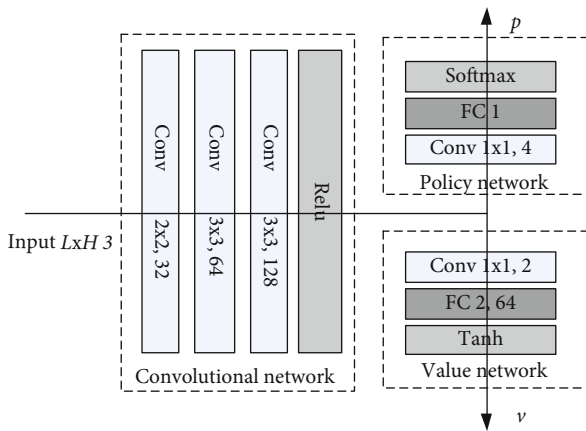 p
Softmax
FC 1
Conv 1x1, 4
Policy network
Conv 2x2, 32
Conv 3x3, 64
Conv 3x3, 128
Relu
Input LxH 3
Convolutional network
Conv 1x1, 2
FC 2, 64
Tanh
Value network
v